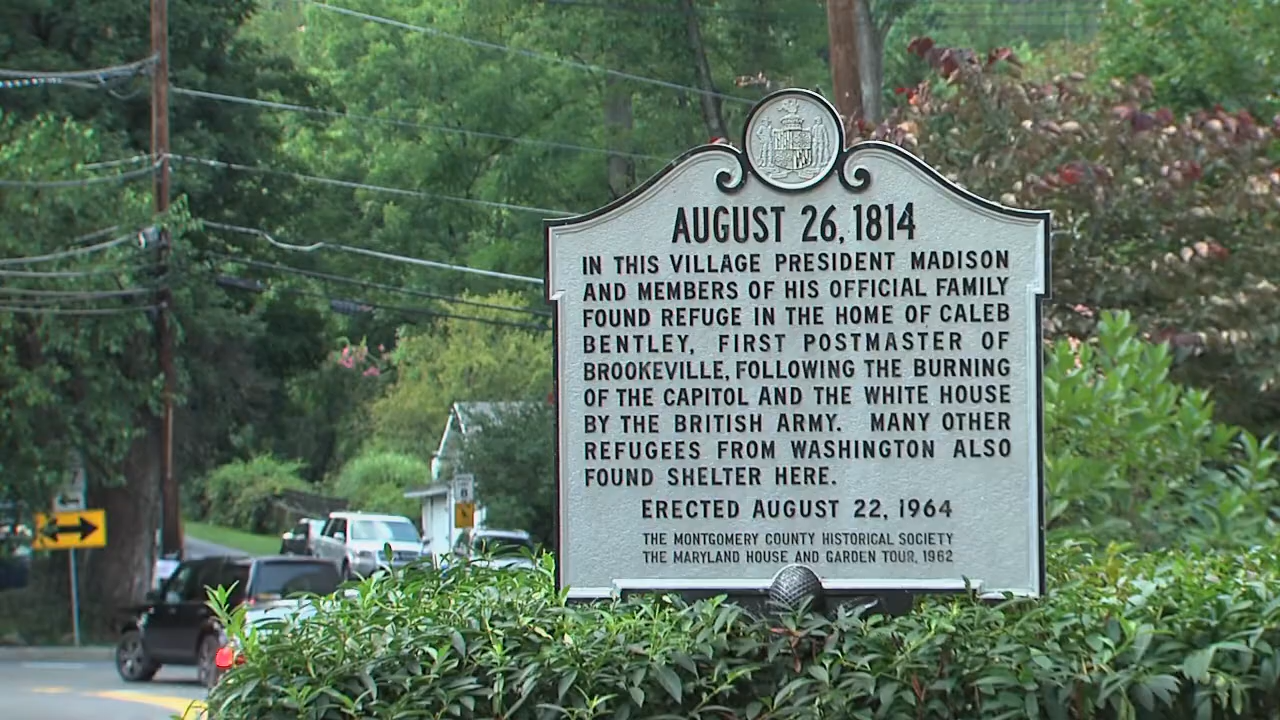 AUGUST 26, 1814
IN THIS VILLAGE PRESIDENT MADISON
AND MEMBERS OF HIS OFFICIAL FAMILY
FOUND REFUGE IN THE HOME OF CALEB
BENTLEY, FIRST POSTMASTER OF
BROOKEVILLE, FOLLOWING THE BURNING
OF THE CAPITOL AND THE WHITE HOUSE
BY THE BRITISH ARMY. MANY OTHER
REFUGEES FROM WASHINGTON ALSO
FOUND SHELTER HERE.
ERECTED AUGUST 22, 1964
THE MONTGOMERY COUNTY HISTORICAL SOCIETY
THE MARYLAND HOUSE AND GARDEN TOUR, 1962